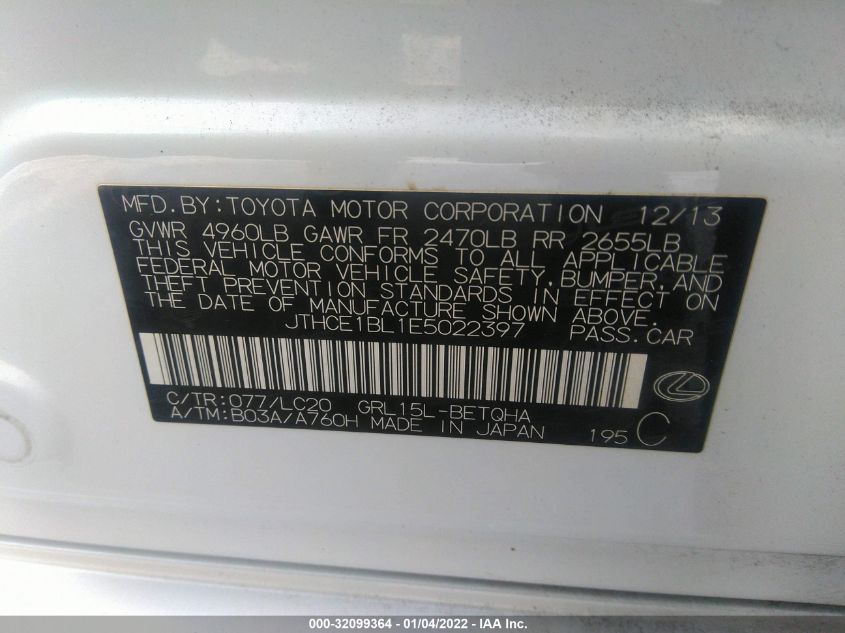 MFD.BY:TOYOTA MOTOR CORPORATION 12/13
GVWR 4960LB GAWR FR 2470LB RR 2655LB
THIS VEHICLE CONFORMS TO ALL APPLICABLE
FEDERAL MOTOR VEHICLE SAFETY,BUMPER,AND
THEFT PREVENTION STANDARDS IN EFFECT ON
THE DATE OF MANUFACTURE SHOWN ABOVE.
JTHCE1BL1E5022397 PASS.CAR
C/TR:077/LC20 GRL15L-BETQHA
A/TM:B03A/A760H MADE IN JAPAN 195 C
000-32099364 - 01/04/2022 - IAA Inc.